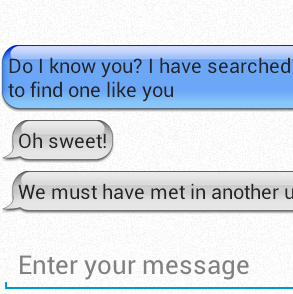 Do I know you? I have searched
to find one like you
Oh sweet!
We must have met in another
Enter your message